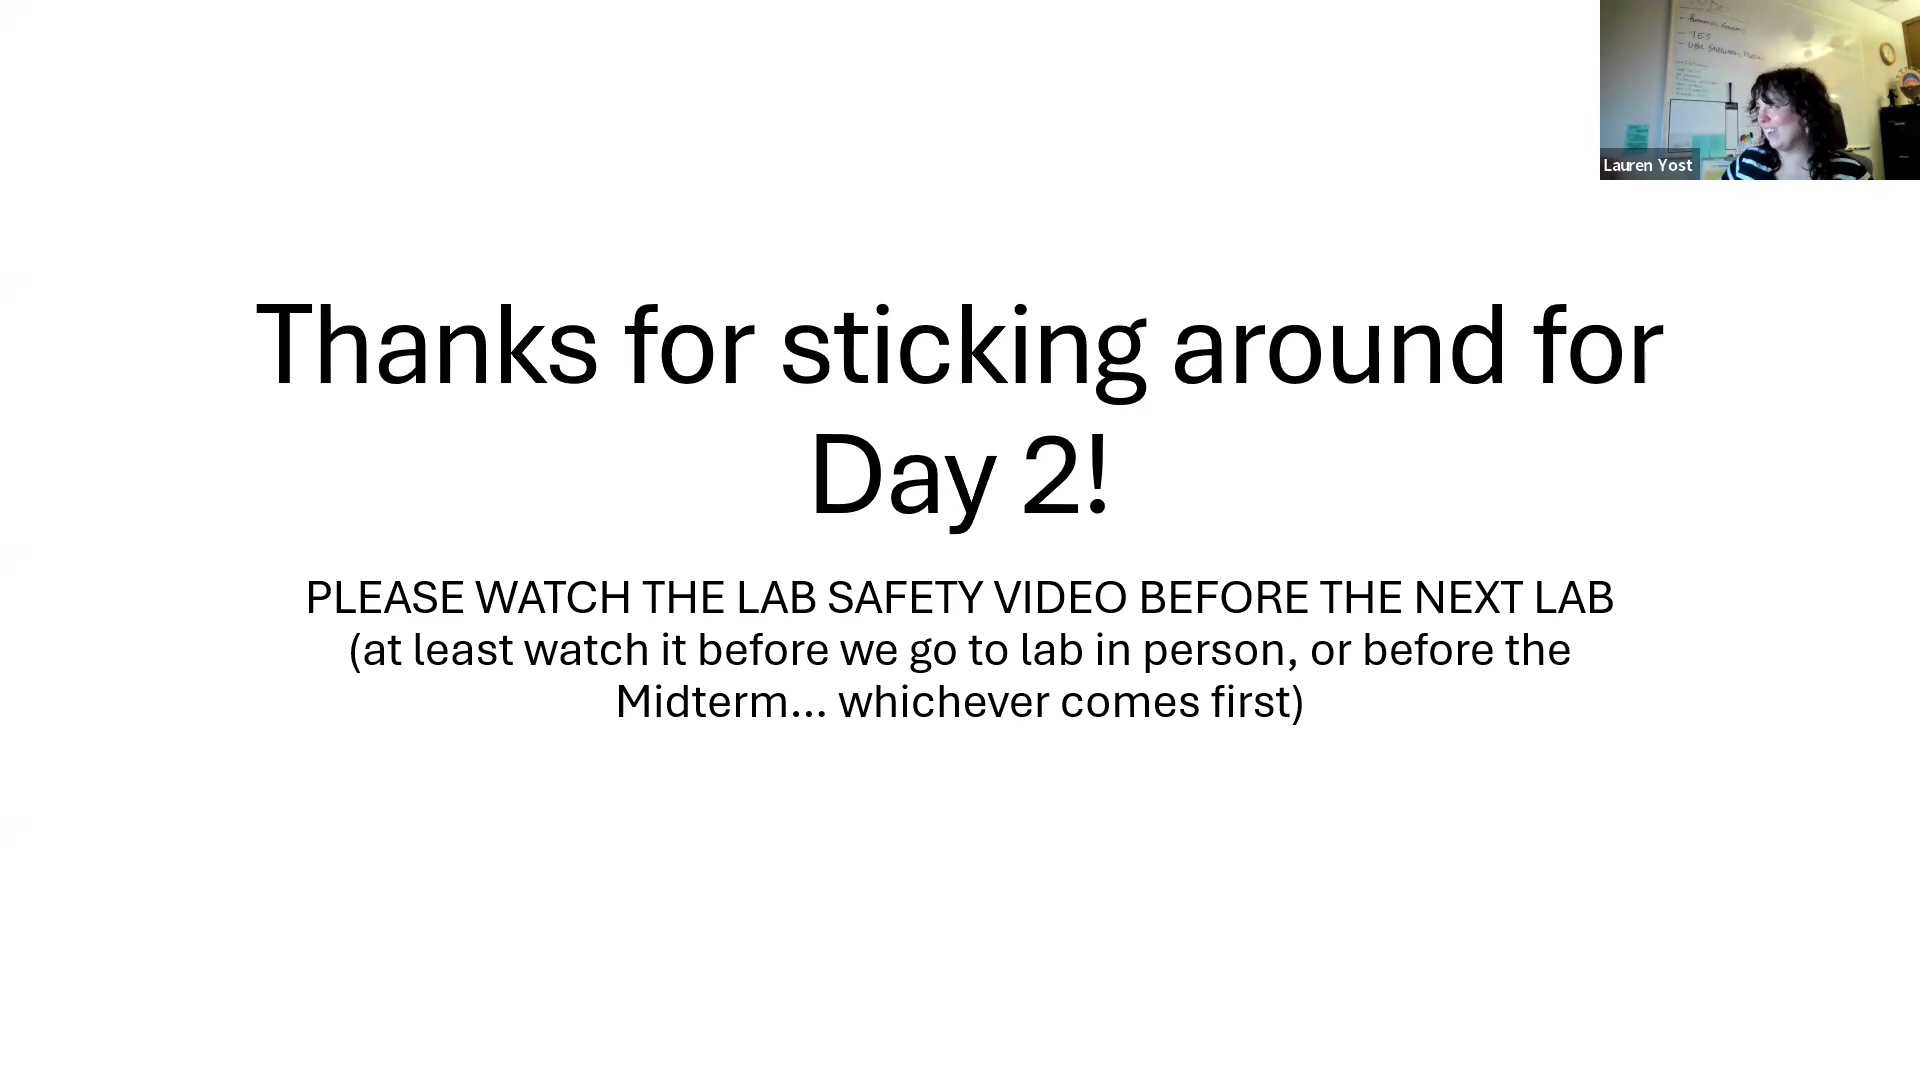 Thanks for sticking around for
Day 2!
PLEASE WATCH THE LAB SAFETY VIDEO BEFORE THE NEXT LAB
(at least watch it before we go to lab in person, or before the
Midterm... whichever comes first)
- TES
Lauren Yost